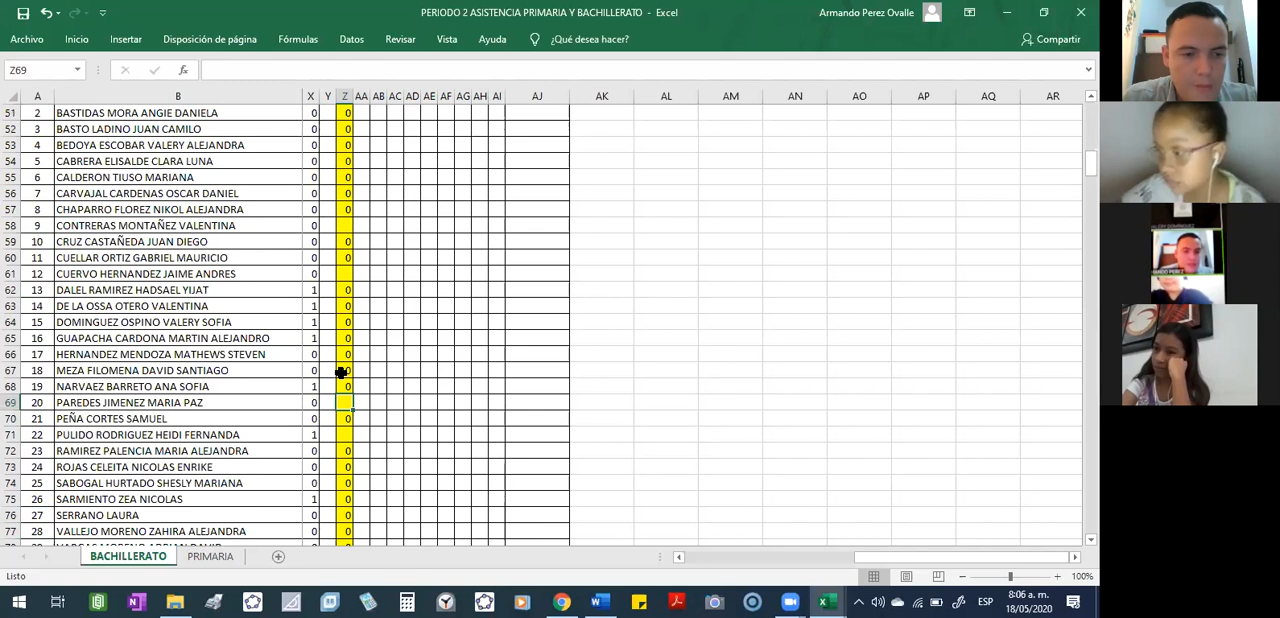 PERIODO 2 ASISTENCIA PRIMARIA Y BACHILLERATO - Excel
Armando Perez Ovalle
Archivo Inicio Insertar Disposición de página Fórmulas Datos Revisar Vista Ayuda ¿Qué desea hacer? Compartir
Z69 fx
A B X Y Z AA AB AC AD AE AF AG AH AI AJ AK AL AM AN AO AP AQ AR
51 2 BASTIDAS MORA ANGIE DANIELA 0 0
52 3 BASTO LADINO JUAN CAMILO 0 0
53 4 BEDOYA ESCOBAR VALERY ALEJANDRA 0 0
54 5 CABRERA ELISALDE CLARA LUNA 0 0
55 6 CALDERON TIUSO MARIANA 0 0
56 7 CARVAJAL CARDENAS OSCAR DANIEL 0 0
57 8 CHAPARRO FLOREZ NIKOL ALEJANDRA 0 0
58 9 CONTRERAS MONTAÑEZ VALENTINA 0
59 10 CRUZ CASTAÑEDA JUAN DIEGO 0 0
60 11 CUELLAR ORTIZ GABRIEL MAURICIO 0 0
61 12 CUERVO HERNANDEZ JAIME ANDRES 0
62 13 DALEL RAMIREZ HADSAEL YIJAT 1 0
63 14 DE LA OSSA OTERO VALENTINA 1 0
64 15 DOMINGUEZ OSPINO VALERY SOFIA 1 0
65 16 GUAPACHA CARDONA MARTIN ALEJANDRO 1 0
66 17 HERNANDEZ MENDOZA MATHEWS STEVEN 0 0
67 18 MEZA FILOMENA DAVID SANTIAGO 0 0
68 19 NARVAEZ BARRETO ANA SOFIA 1 0
69 20 PAREDES JIMENEZ MARIA PAZ 0
70 21 PEÑA CORTES SAMUEL 0 0
71 22 PULIDO RODRIGUEZ HEIDI FERNANDA 1
72 23 RAMIREZ PALENCIA MARIA ALEJANDRA 0 0
73 24 ROJAS CELEITA NICOLAS ENRIKE 0 0
74 25 SABOGAL HURTADO SHESLY MARIANA 0 0
75 26 SARMIENTO ZEA NICOLAS 1 0
76 27 SERRANO LAURA 0 0
77 28 VALLEJO MORENO ZAHIRA ALEJANDRA 0 0
BACHILLERATO PRIMARIA
Listo 100%
ESP 8:06 a. m.
18/05/2020